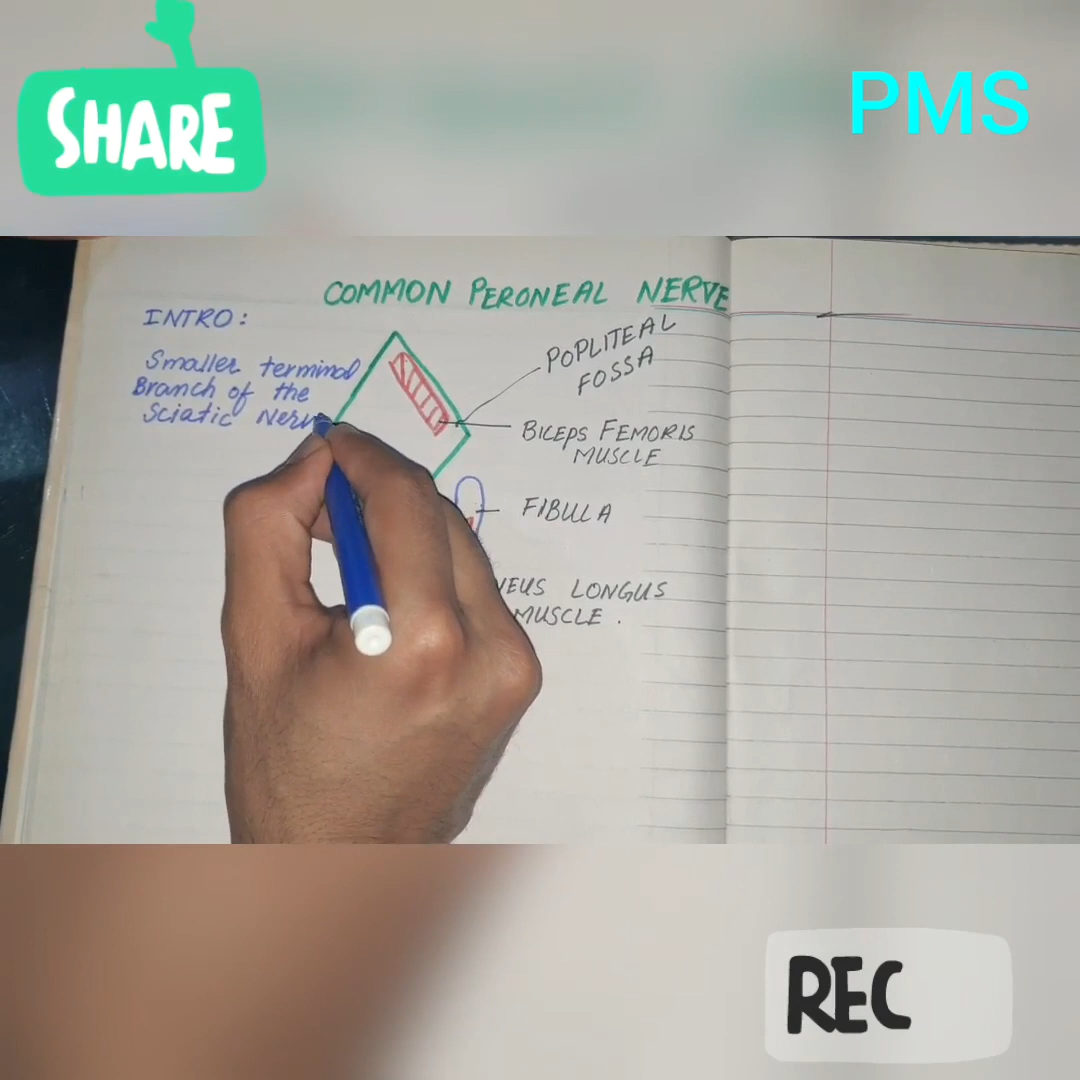 SHARE
PMS
COMMON PERONEAL NERVE
INTRO:
Smaller terminal
Branch of the
Sciatic
POPLITEAL
FOSSA
BICEPS FEMORIS
MUSCLE
FIBULA
LONGUS
MUSCLE.
REC